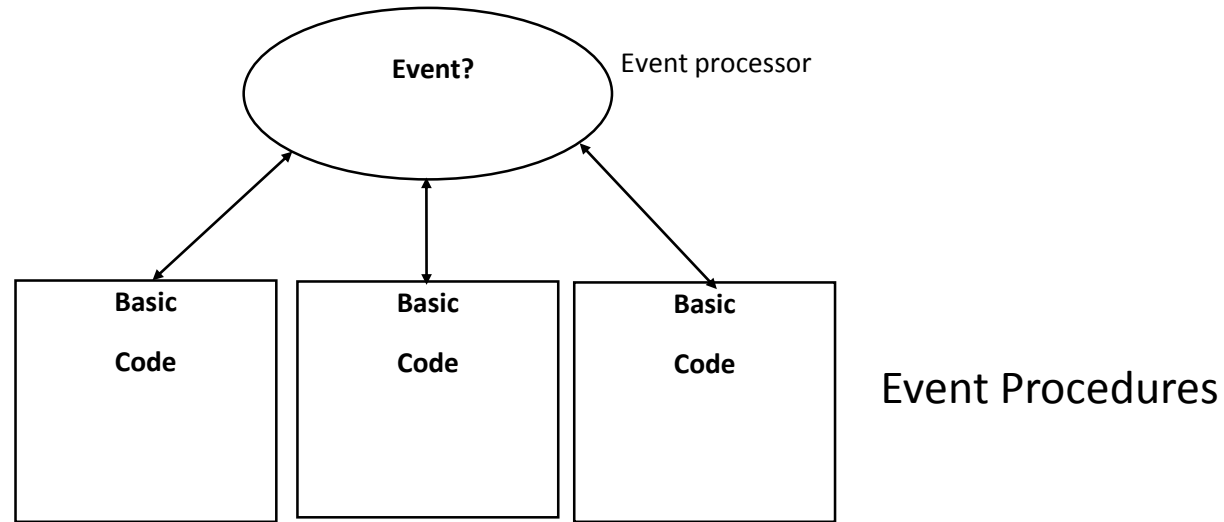 Event?
Event processor
Basic
Code
Basic
Code
Basic
Code
Event Procedures